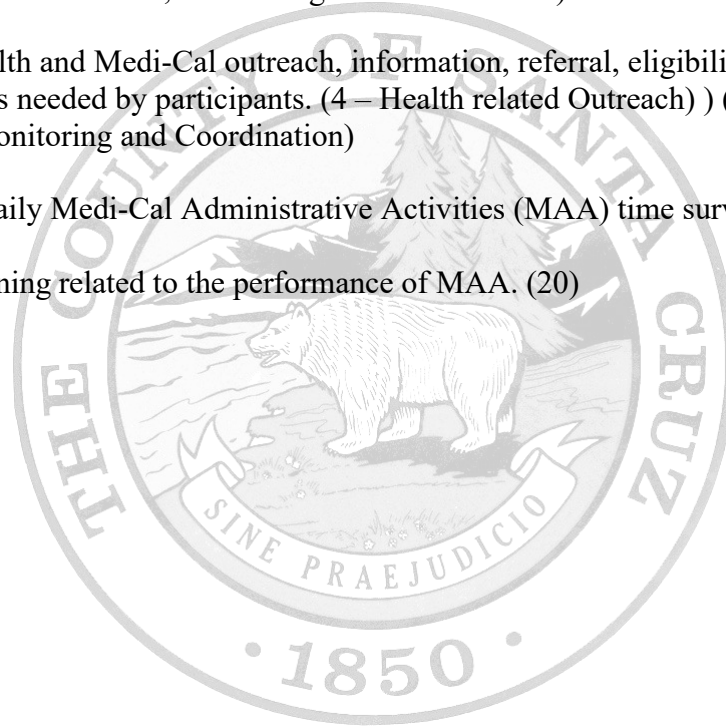 lth and Medi-Cal outreach, information, referral, eligibili
s needed by participants. (4 – Health related Outreach) ) (
onitoring and Coordination)
aily Medi-Cal Administrative Activities (MAA) time surv
ning related to the performance of MAA. (20)
THE COUNTY OF SANTA CRUZ
SINE PRAEJUDICIO
• 1850 •